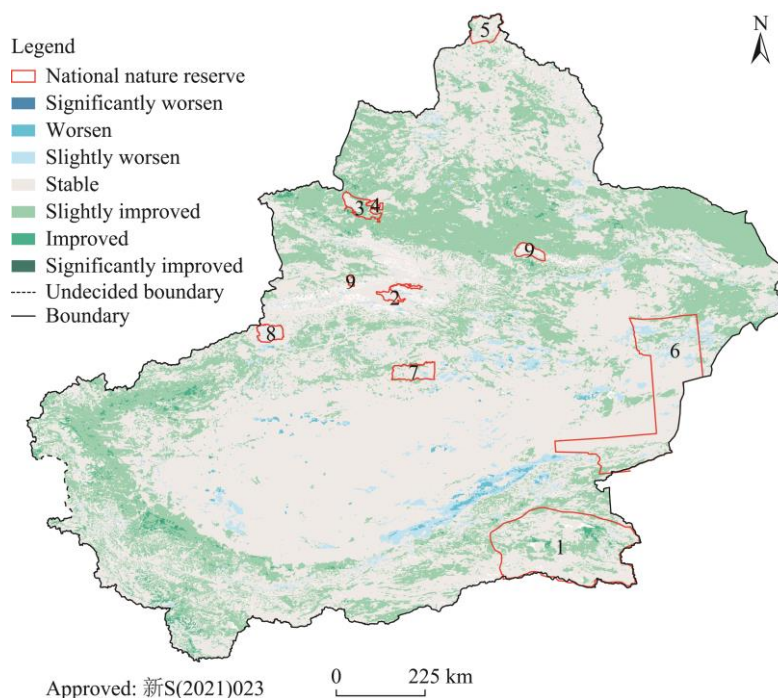 N
Legend
National nature reserve
Significantly worsen
Worsen
Slightly worsen
Stable
Slightly improved
Improved
Significantly improved
Undecided boundary
Boundary
5
3 4
9
9
2
8
6
7
1
Approved: 新S(2021)023
0 225 km